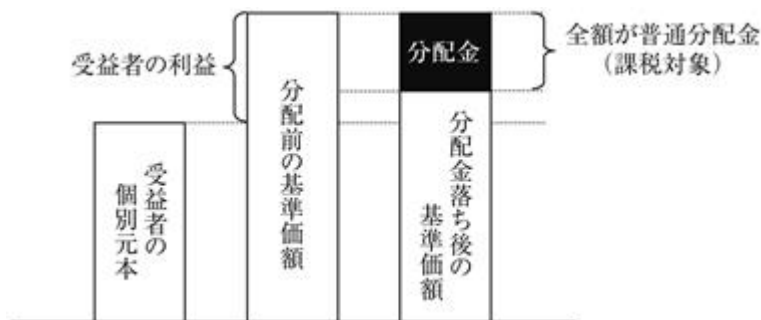 受益者の利益
受益者の
個別元本
分配前の基準価額
分配金
分配金落ち後の
基準価額
全額が普通分配金
（課税対象）